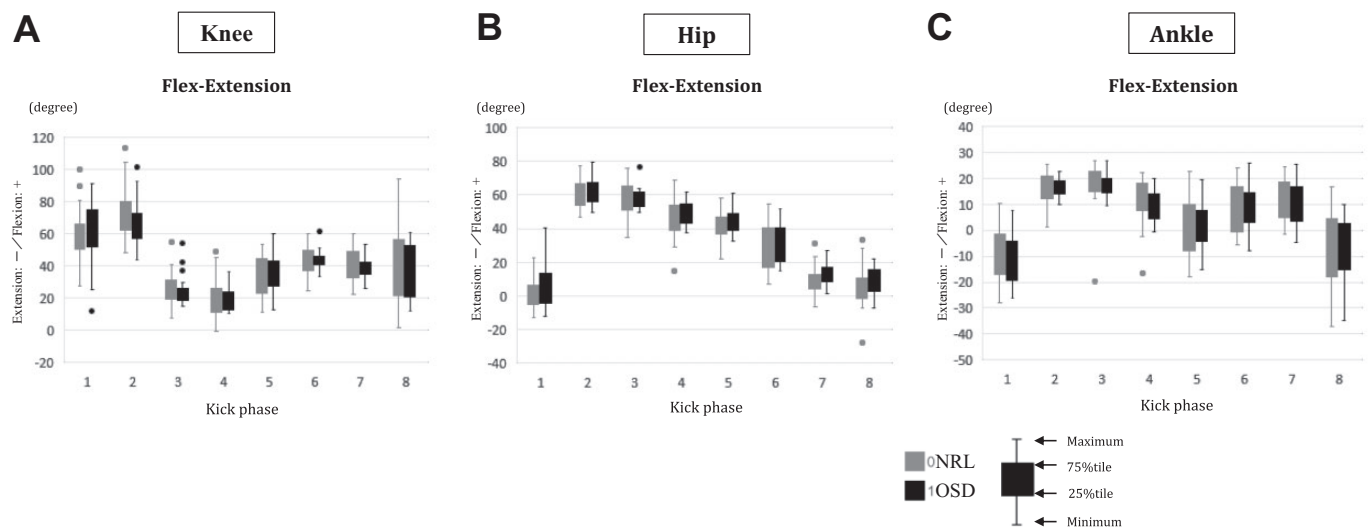 A
Knee
Flex-Extension
(degree)
Extension: − ／Flexion: +
120
100
80
60
40
20
0
-20
1 2 3 4 5 6 7 8
Kick phase
B
Hip
Flex-Extension
(degree)
Extension: − ／Flexion: +
100
80
60
40
20
0
-20
-40
1 2 3 4 5 6 7 8
Kick phase
C
Ankle
Flex-Extension
(degree)
Extension: − ／Flexion: +
40
30
20
10
0
-10
-20
-30
-40
-50
1 2 3 4 5 6 7 8
Kick phase
0NRL
1OSD
Maximum
75%tile
25%tile
Minimum